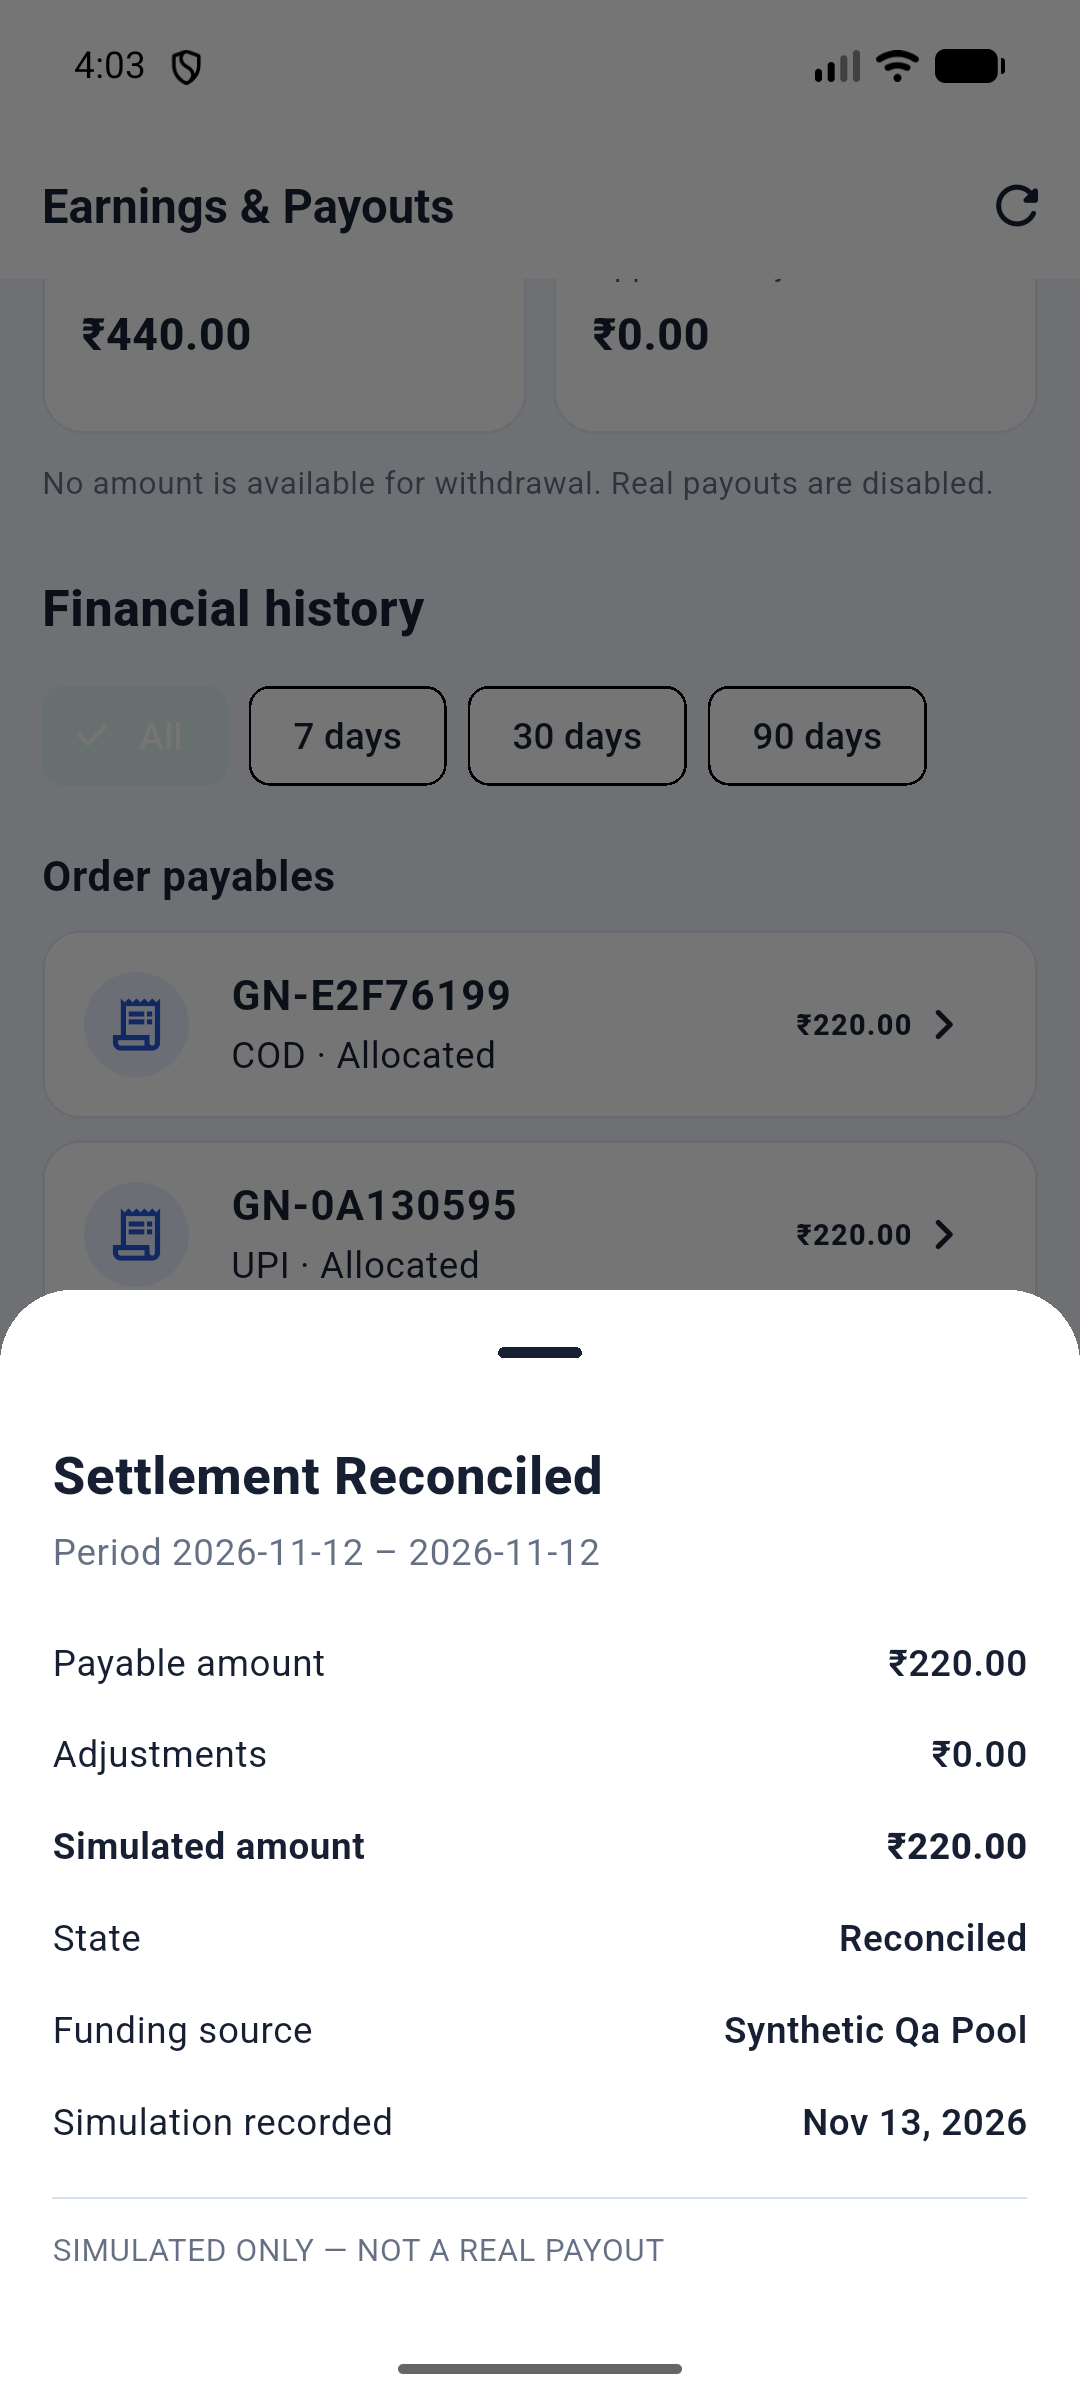 4:03
Earnings & Payouts
₹440.00
₹0.00
No amount is available for withdrawal. Real payouts are disabled.
Financial history
All
7 days
30 days
90 days
Order payables
GN-E2F76199
COD · Allocated
₹220.00
GN-0A130595
UPI · Allocated
₹220.00
Settlement Reconciled
Period 2026-11-12 – 2026-11-12
Payable amount
₹220.00
Adjustments
₹0.00
Simulated amount
₹220.00
State
Reconciled
Funding source
Synthetic Qa Pool
Simulation recorded
Nov 13, 2026
SIMULATED ONLY — NOT A REAL PAYOUT